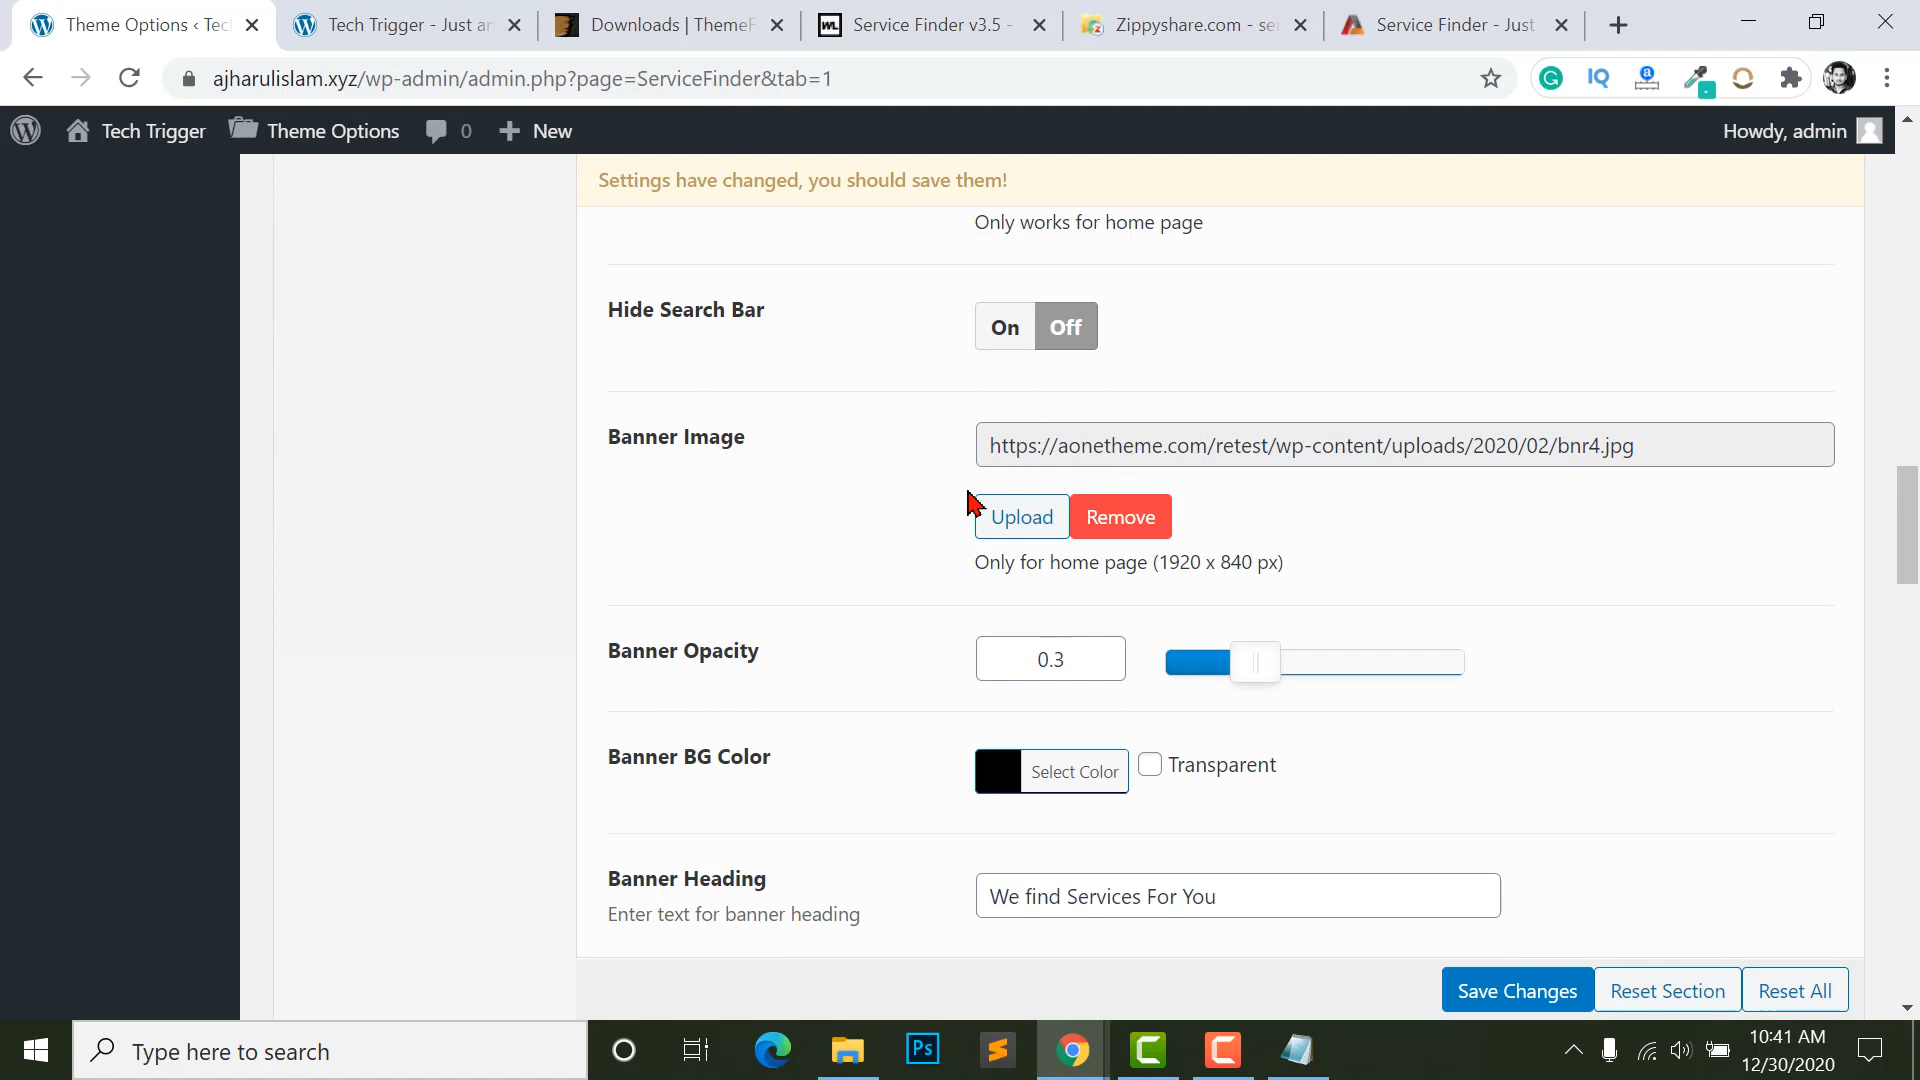 Theme Options ‹ Tec
Tech Trigger - Just an
Downloads | ThemeF
WL
Service Finder v3.5 -
Zippyshare.com - se
Service Finder - Just
ajharulislam.xyz/wp-admin/admin.php?page=ServiceFinder&tab=1
IQ
Tech Trigger
Theme Options
0
New
Howdy, admin
Settings have changed, you should save them!
Only works for home page
Hide Search Bar
On
Off
Banner Image
https://aonetheme.com/retest/wp-content/uploads/2020/02/bnr4.jpg
Upload
Remove
Only for home page (1920 x 840 px)
Banner Opacity
0.3
Banner BG Color
Select Color
Transparent
Banner Heading
Enter text for banner heading
We find Services For You
Save Changes
Reset Section
Reset All
Type here to search
Ps
10:41 AM
12/30/2020